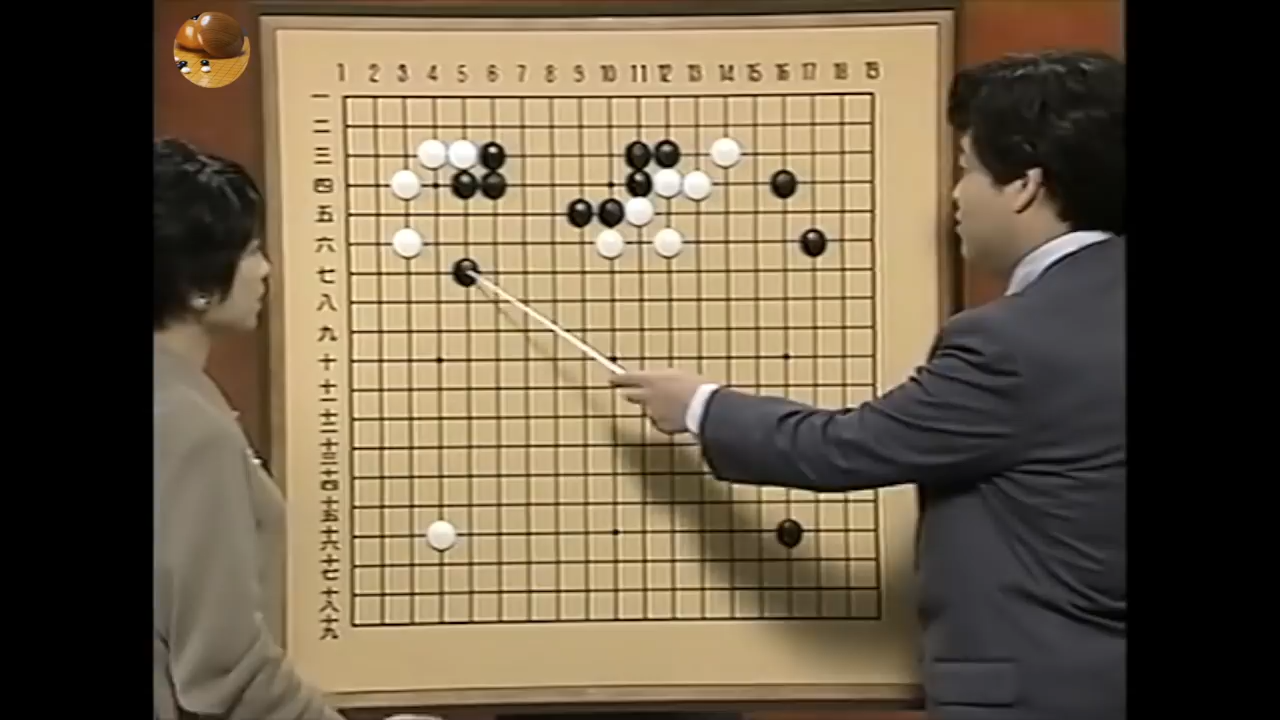 1 2 3 4 5 6 7 8 9 10 11 12 13 14 15 16 17 18 19
一
二
三
四
五
六
七
八
九
十
十一
十二
十三
十四
十五
十六
十七
十八
十九